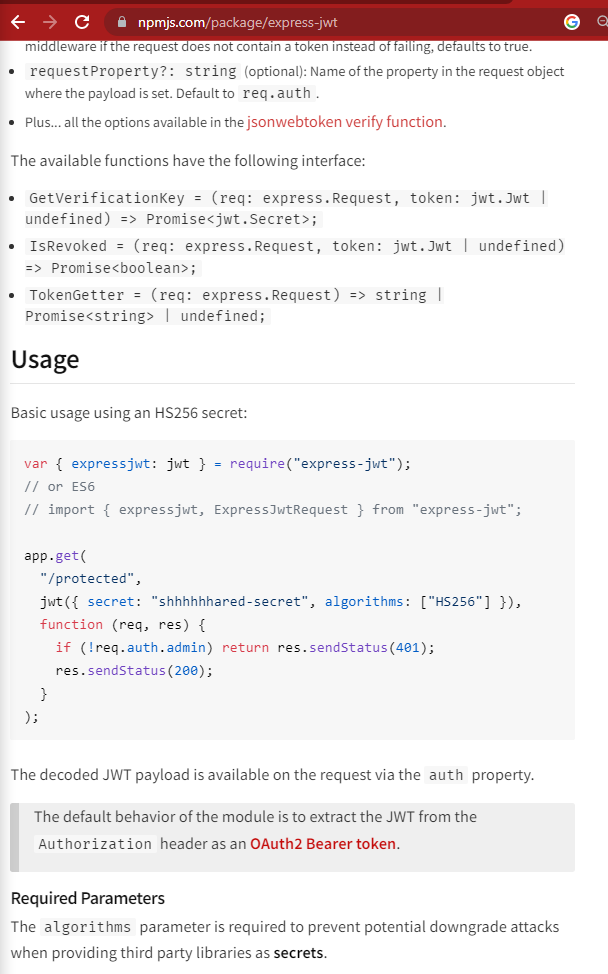 npmjs.com/package/express-jwt
middleware if the request does not contain a token instead of failing, defaults to true.
requestProperty?: string (optional): Name of the property in the request object
where the payload is set. Default to req.auth .
Plus... all the options available in the jsonwebtoken verify function.
The available functions have the following interface:
GetVerificationKey = (req: express.Request, token: jwt.Jwt |
undefined) => Promise<jwt.Secret>;
IsRevoked = (req: express.Request, token: jwt.Jwt | undefined)
=> Promise<boolean>;
TokenGetter = (req: express.Request) => string |
Promise<string> | undefined;
Usage
Basic usage using an HS256 secret:
var { expressjwt: jwt } = require("express-jwt");
// or ES6
// import { expressjwt, ExpressJwtRequest } from "express-jwt";
app.get(
"/protected",
jwt({ secret: "shhhhhhared-secret", algorithms: ["HS256"] }),
function (req, res) {
if (!req.auth.admin) return res.sendStatus(401);
res.sendStatus(200);
}
);
The decoded JWT payload is available on the request via the auth property.
The default behavior of the module is to extract the JWT from the
Authorization header as an OAuth2 Bearer token.
Required Parameters
The algorithms parameter is required to prevent potential downgrade attacks
when providing third party libraries as secrets.